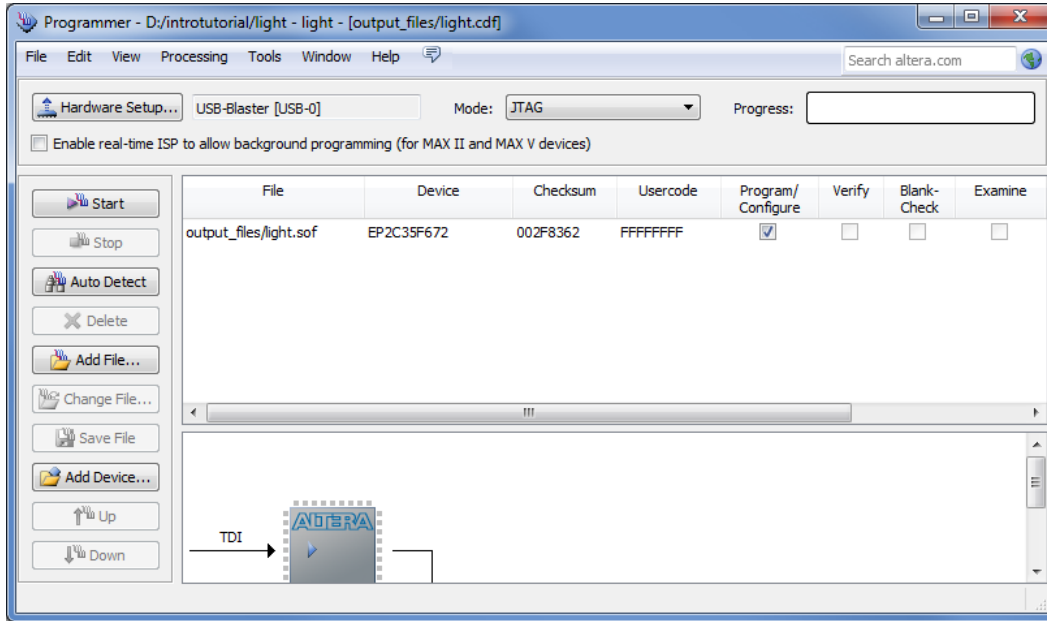 Programmer - D:/introtutorial/light - light - [output_files/light.cdf]
File Edit View Processing Tools Window Help
Search altera.com
Hardware Setup... USB-Blaster [USB-0] Mode: JTAG Progress:
Enable real-time ISP to allow background programming (for MAX II and MAX V devices)
Start
Stop
Auto Detect
Delete
Add File...
Change File...
Save File
Add Device...
Up
Down
File Device Checksum Usercode Program/ Verify Blank- Examine
Configure Check
output_files/light.sof EP2C35F672 002F8362 FFFFFFFF
TDI
ALTERA